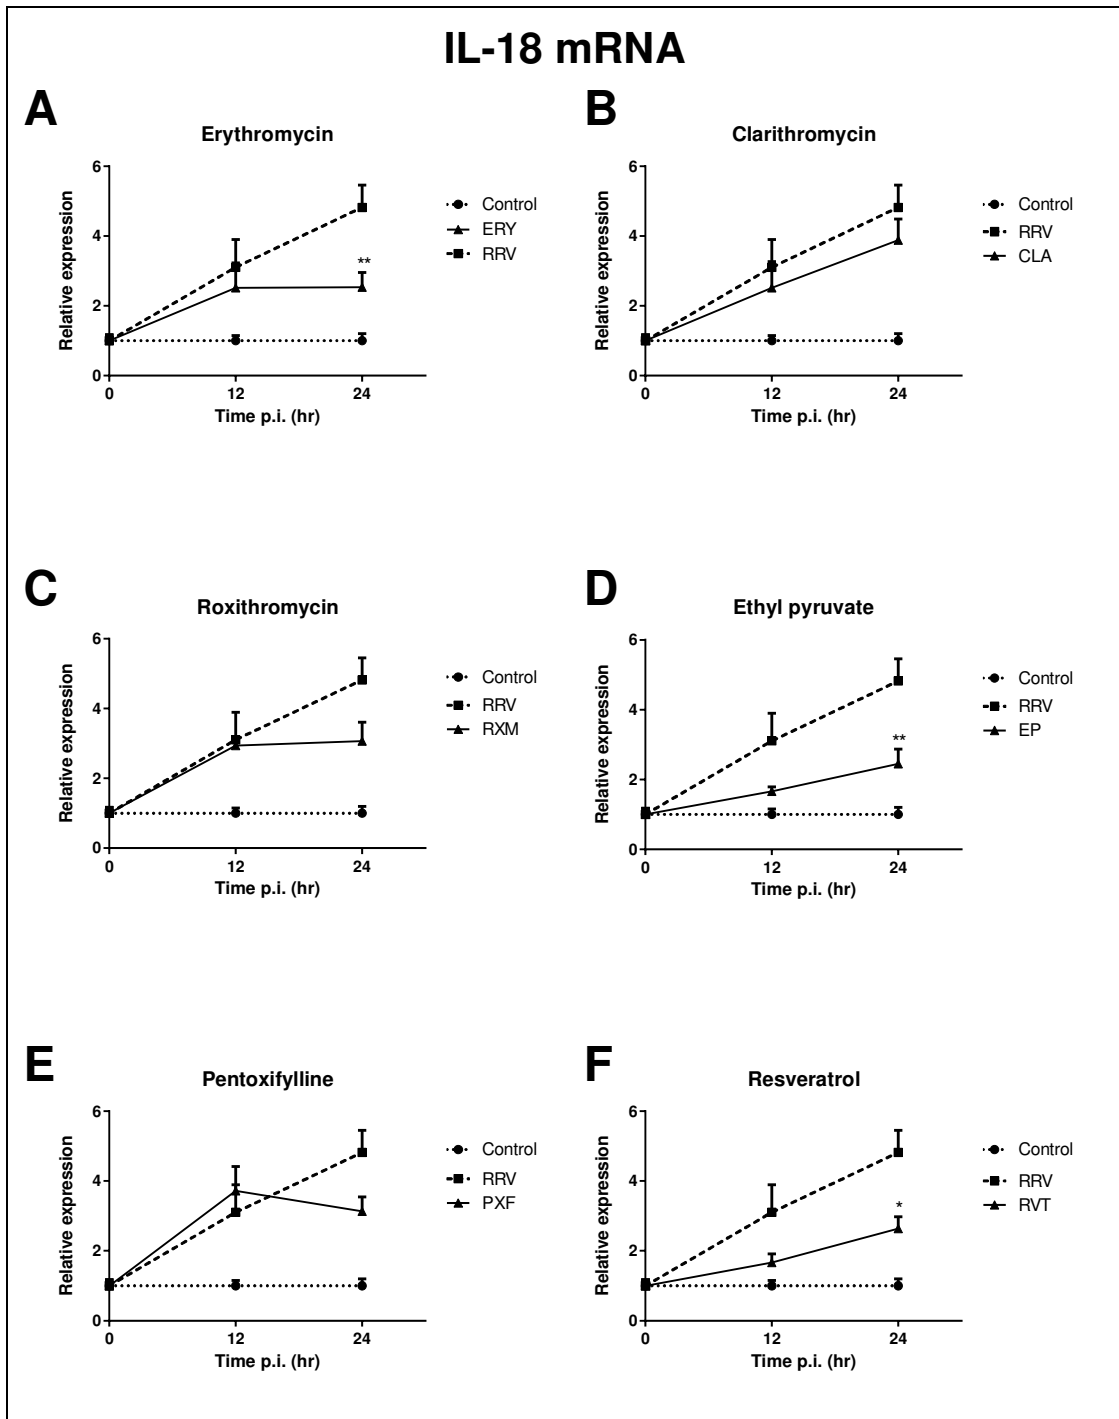 IL-18 mRNA
A
Erythromycin
Relative expression
6
4
2
0
**
0 12 24
Time p.i. (hr)
Control
ERY
RRV
B
Clarithromycin
Relative expression
6
4
2
0
0 12 24
Time p.i. (hr)
Control
RRV
CLA
C
Roxithromycin
Relative expression
6
4
2
0
0 12 24
Time p.i. (hr)
Control
RRV
RXM
D
Ethyl pyruvate
Relative expression
6
4
2
0
**
0 12 24
Time p.i. (hr)
Control
RRV
EP
E
Pentoxifylline
Relative expression
6
4
2
0
0 12 24
Time p.i. (hr)
Control
RRV
PXF
F
Resveratrol
Relative expression
6
4
2
0
*
0 12 24
Time p.i. (hr)
Control
RRV
RVT